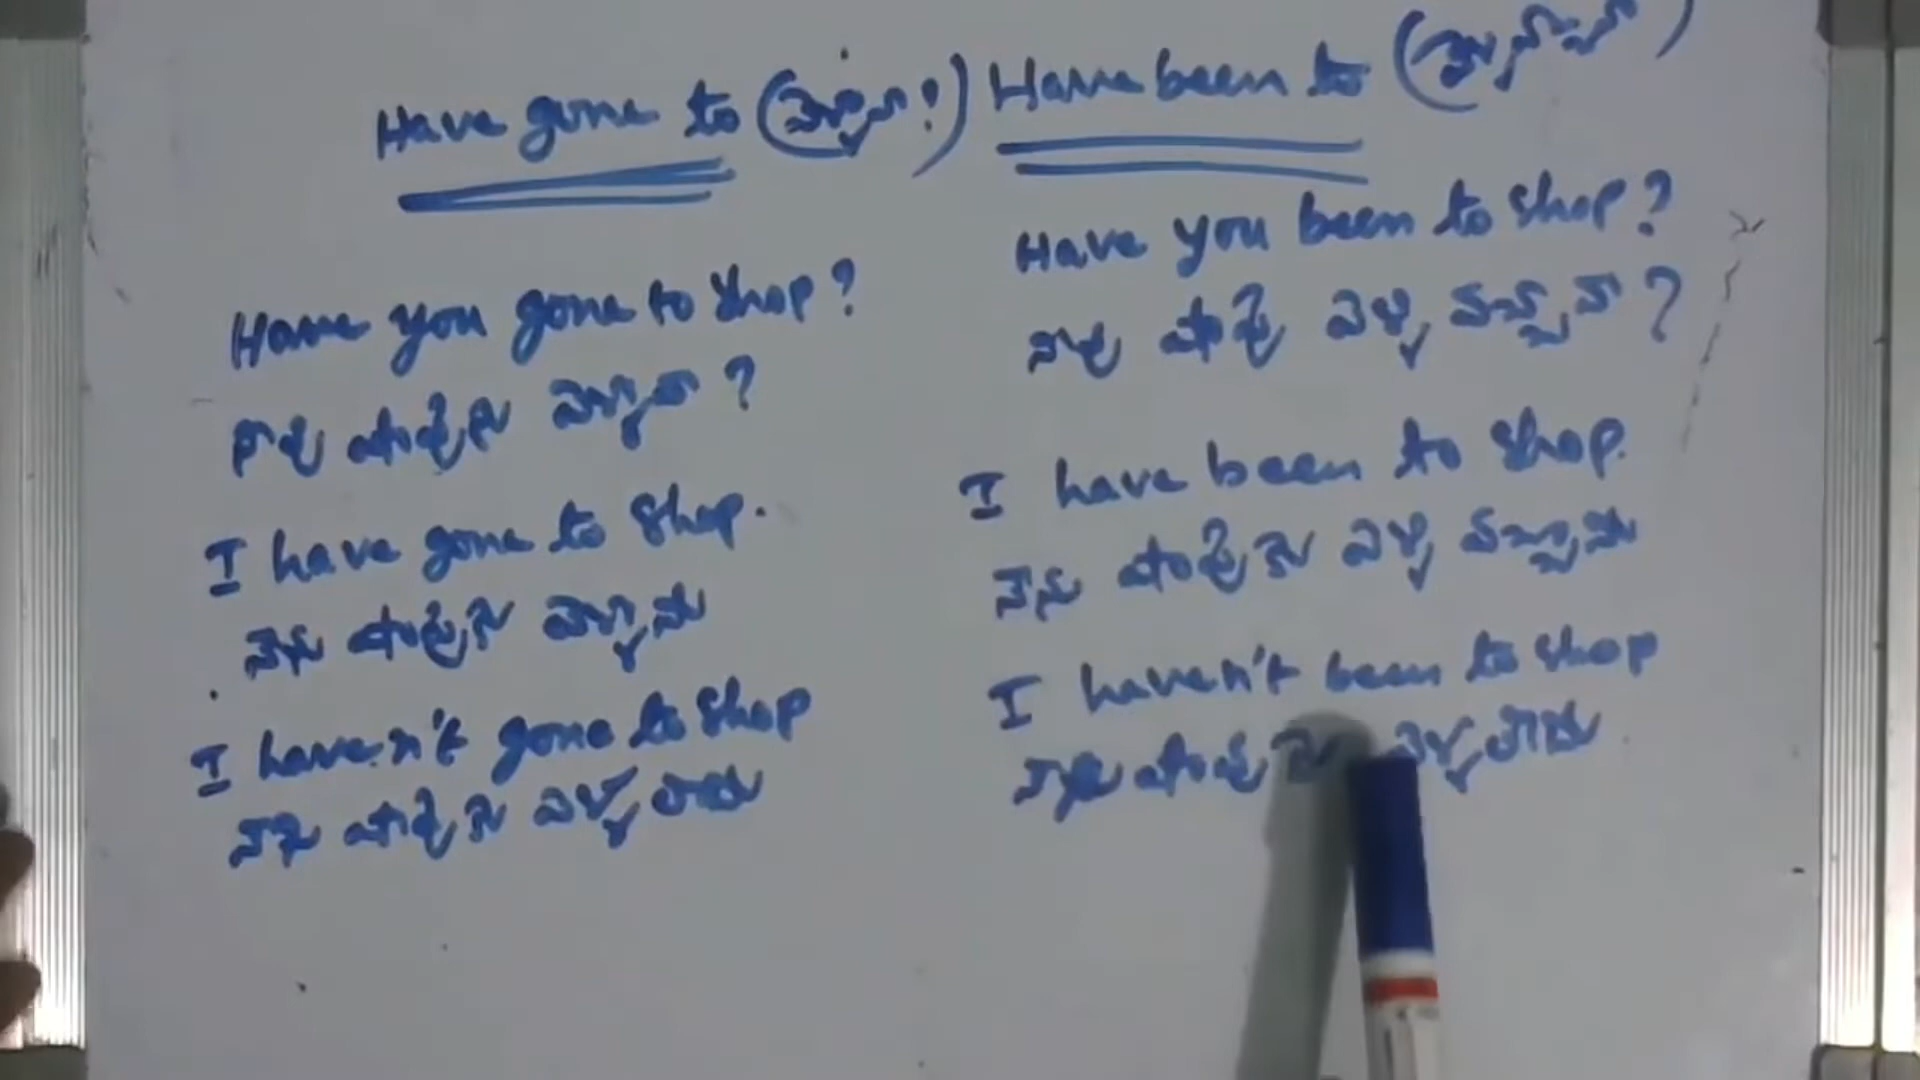 Have gone to (వెళ్ళావా!)
Have you gone to shop?
నీవు షాపుకు వెళ్ళావా?
I have gone to shop.
నేను షాపుకు వెళ్ళాను
I haven't gone to shop
నేను షాపుకు వెళ్ళలేదు
Have been to
Have you been to shop?
నీవు షాపుకి వెళ్ళి వచ్చావా?
I have been to shop.
నేను షాపుకు వెళ్ళి వచ్చాను
I haven't been to shop
నేను షాపుకు వెళ్ళలేదు